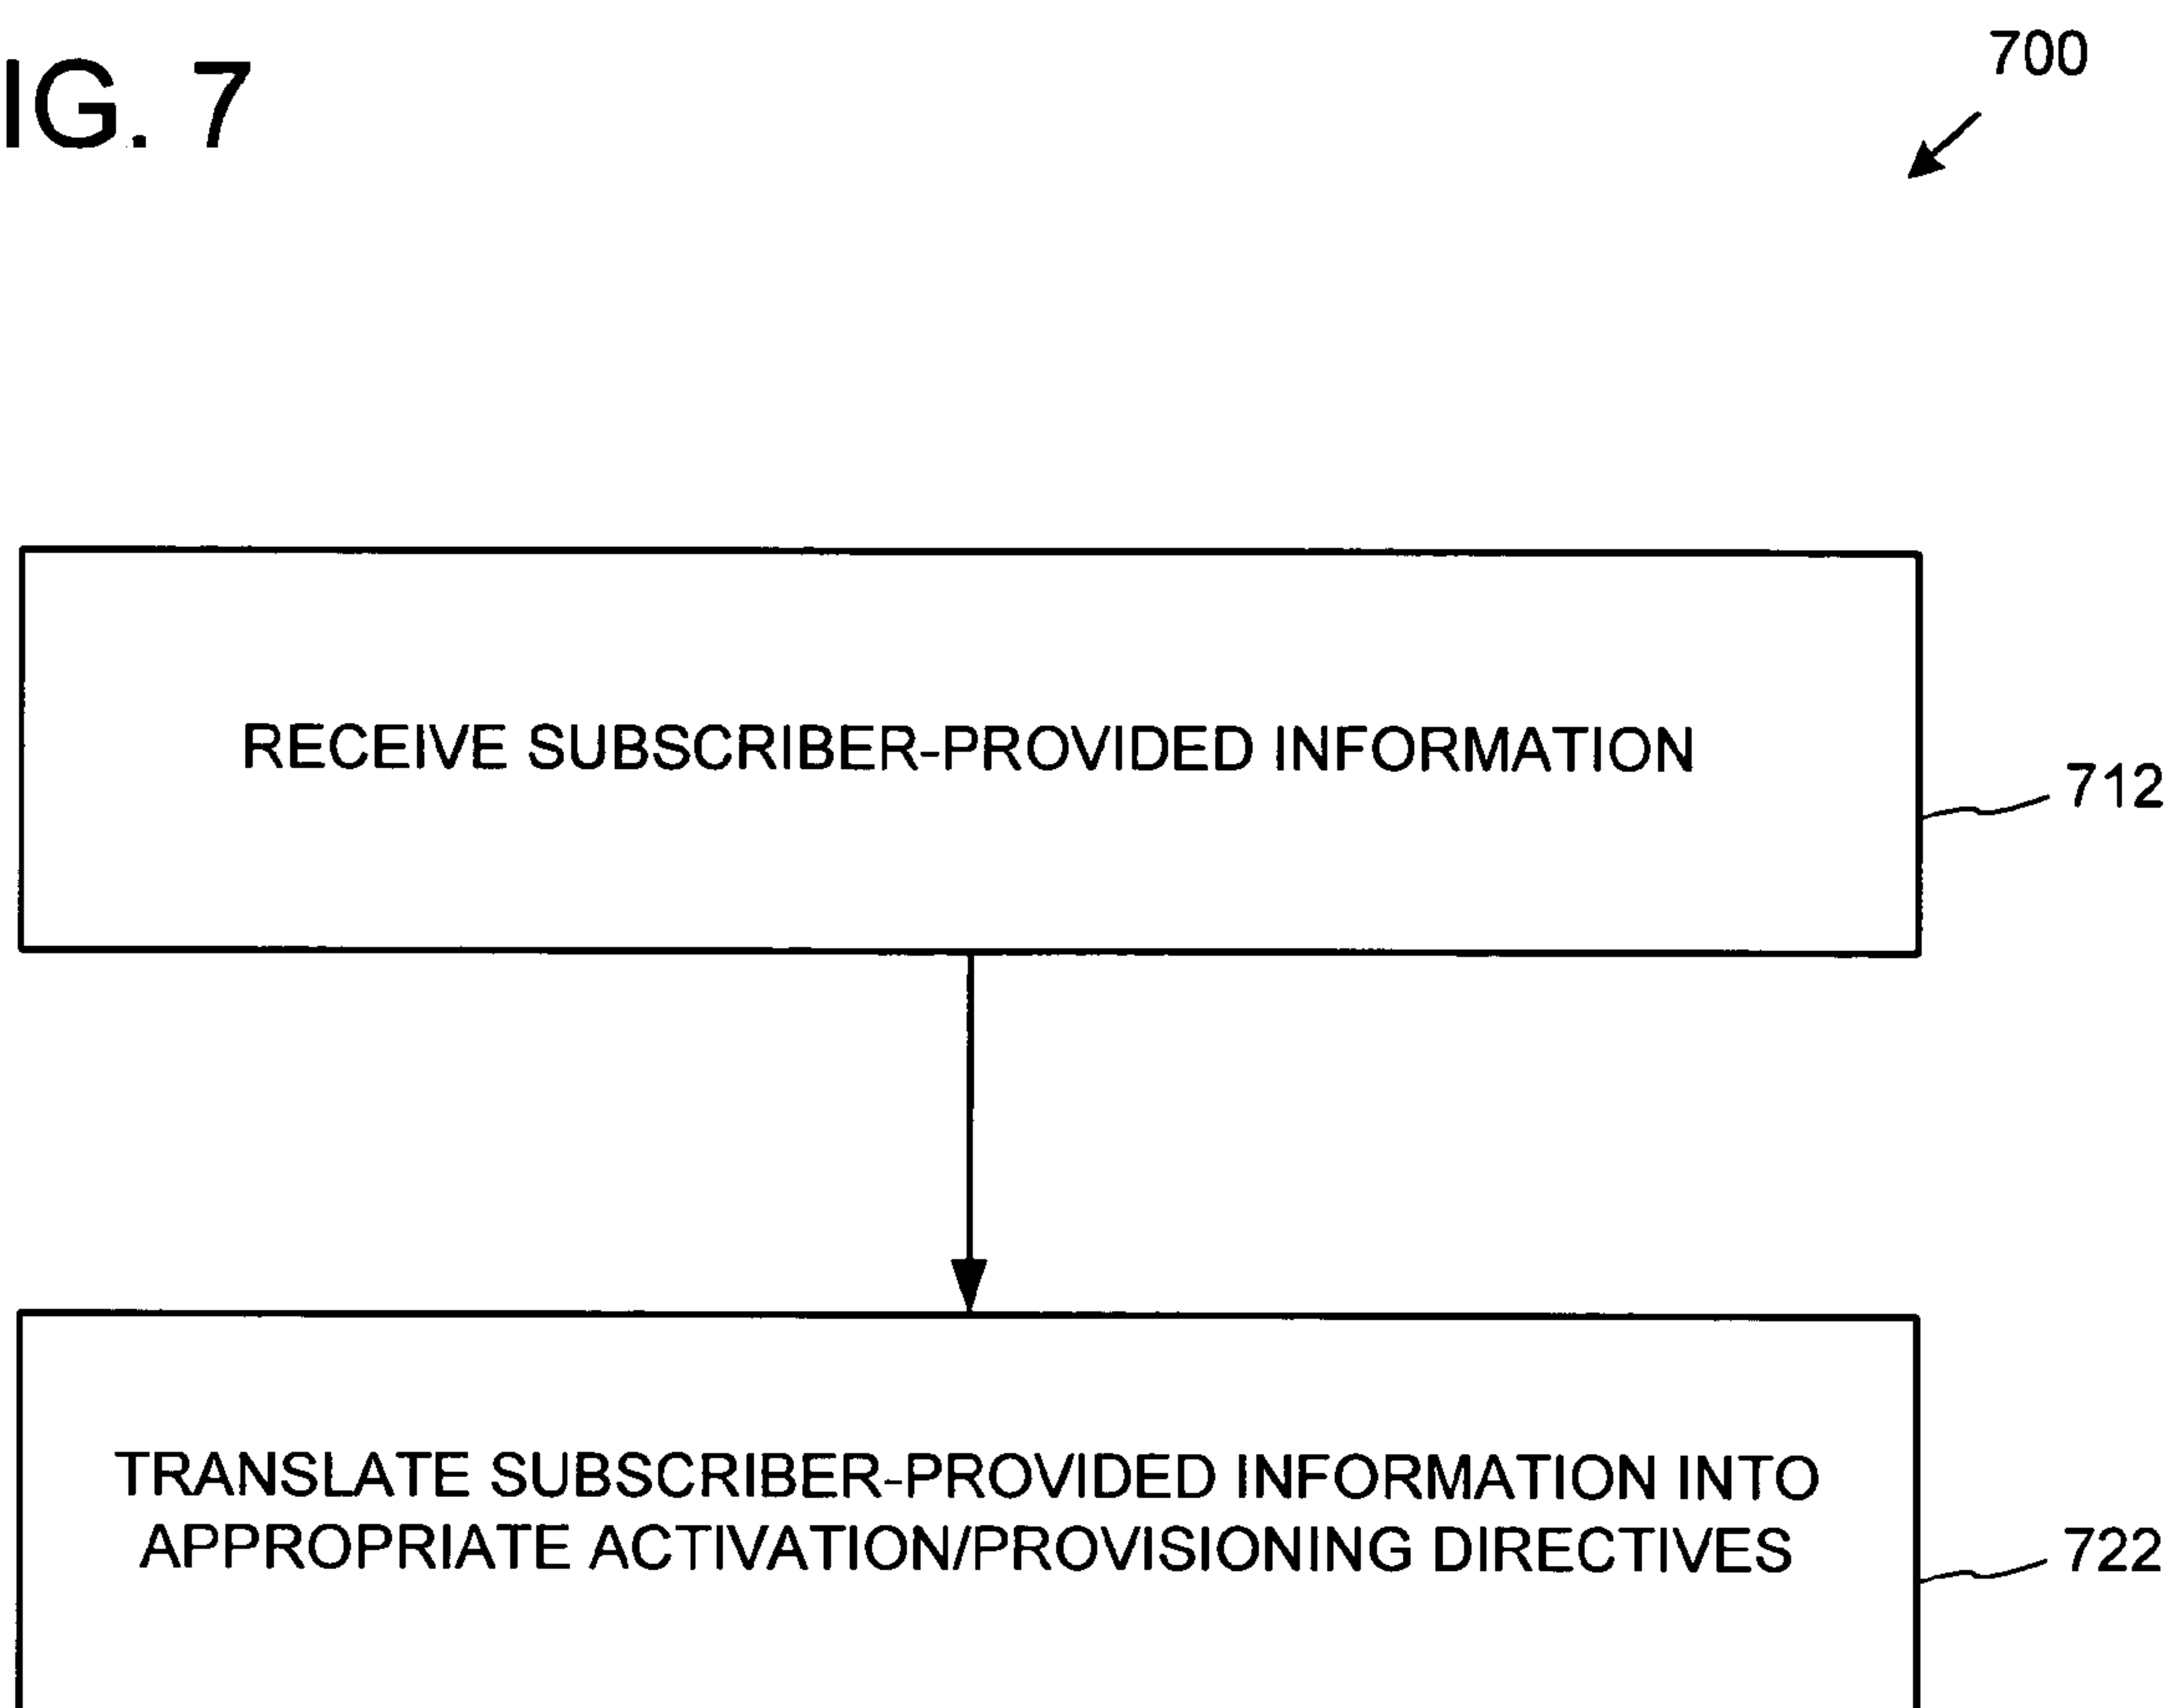 IG. 7
700
RECEIVE SUBSCRIBER-PROVIDED INFORMATION
712
TRANSLATE SUBSCRIBER-PROVIDED INFORMATION INTO
APPROPRIATE ACTIVATION/PROVISIONING DIRECTIVES
722